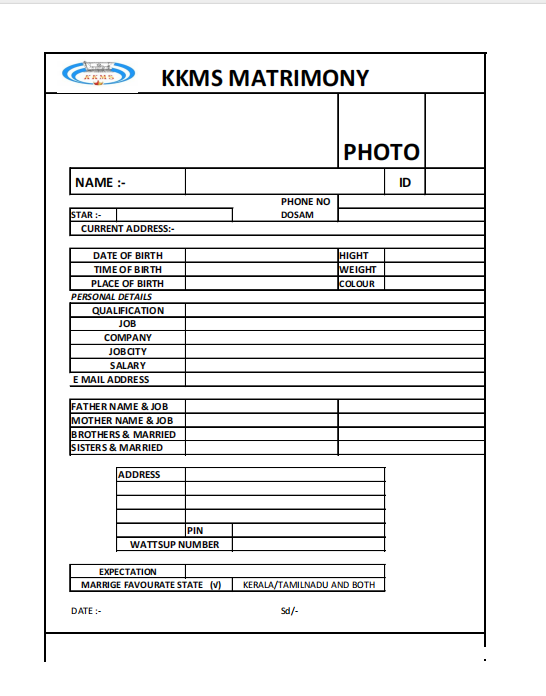 KKMS
KKMS MATRIMONY
PHOTO
NAME :- ID
PHONE NO
STAR :- DOSAM
CURRENT ADDRESS:-
DATE OF BIRTH HIGHT
TIME OF BIRTH WEIGHT
PLACE OF BIRTH COLOUR
PERSONAL DETAILS
QUALIFICATION
JOB
COMPANY
JOBCITY
SALARY
E MAIL ADDRESS
FATHER NAME & JOB
MOTHER NAME & JOB
BROTHERS & MARRIED
SISTERS & MARRIED
ADDRESS
PIN
WATTSUP NUMBER
EXPECTATION
MARRIGE FAVOURATE STATE (√) KERALA/TAMILNADU AND BOTH
DATE :- Sd/-